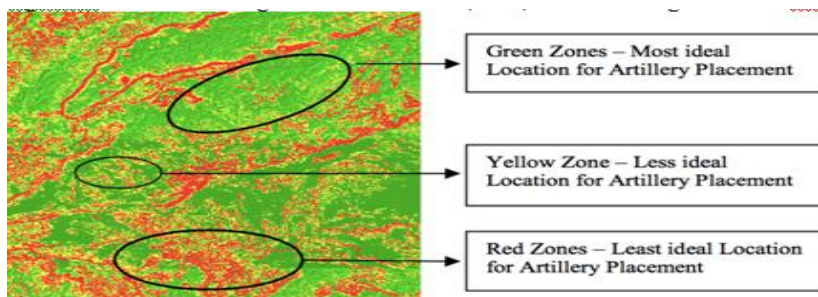 Green Zones – Most ideal
Location for Artillery Placement
Yellow Zone – Less ideal
Location for Artillery Placement
Red Zones – Least ideal Location
for Artillery Placement